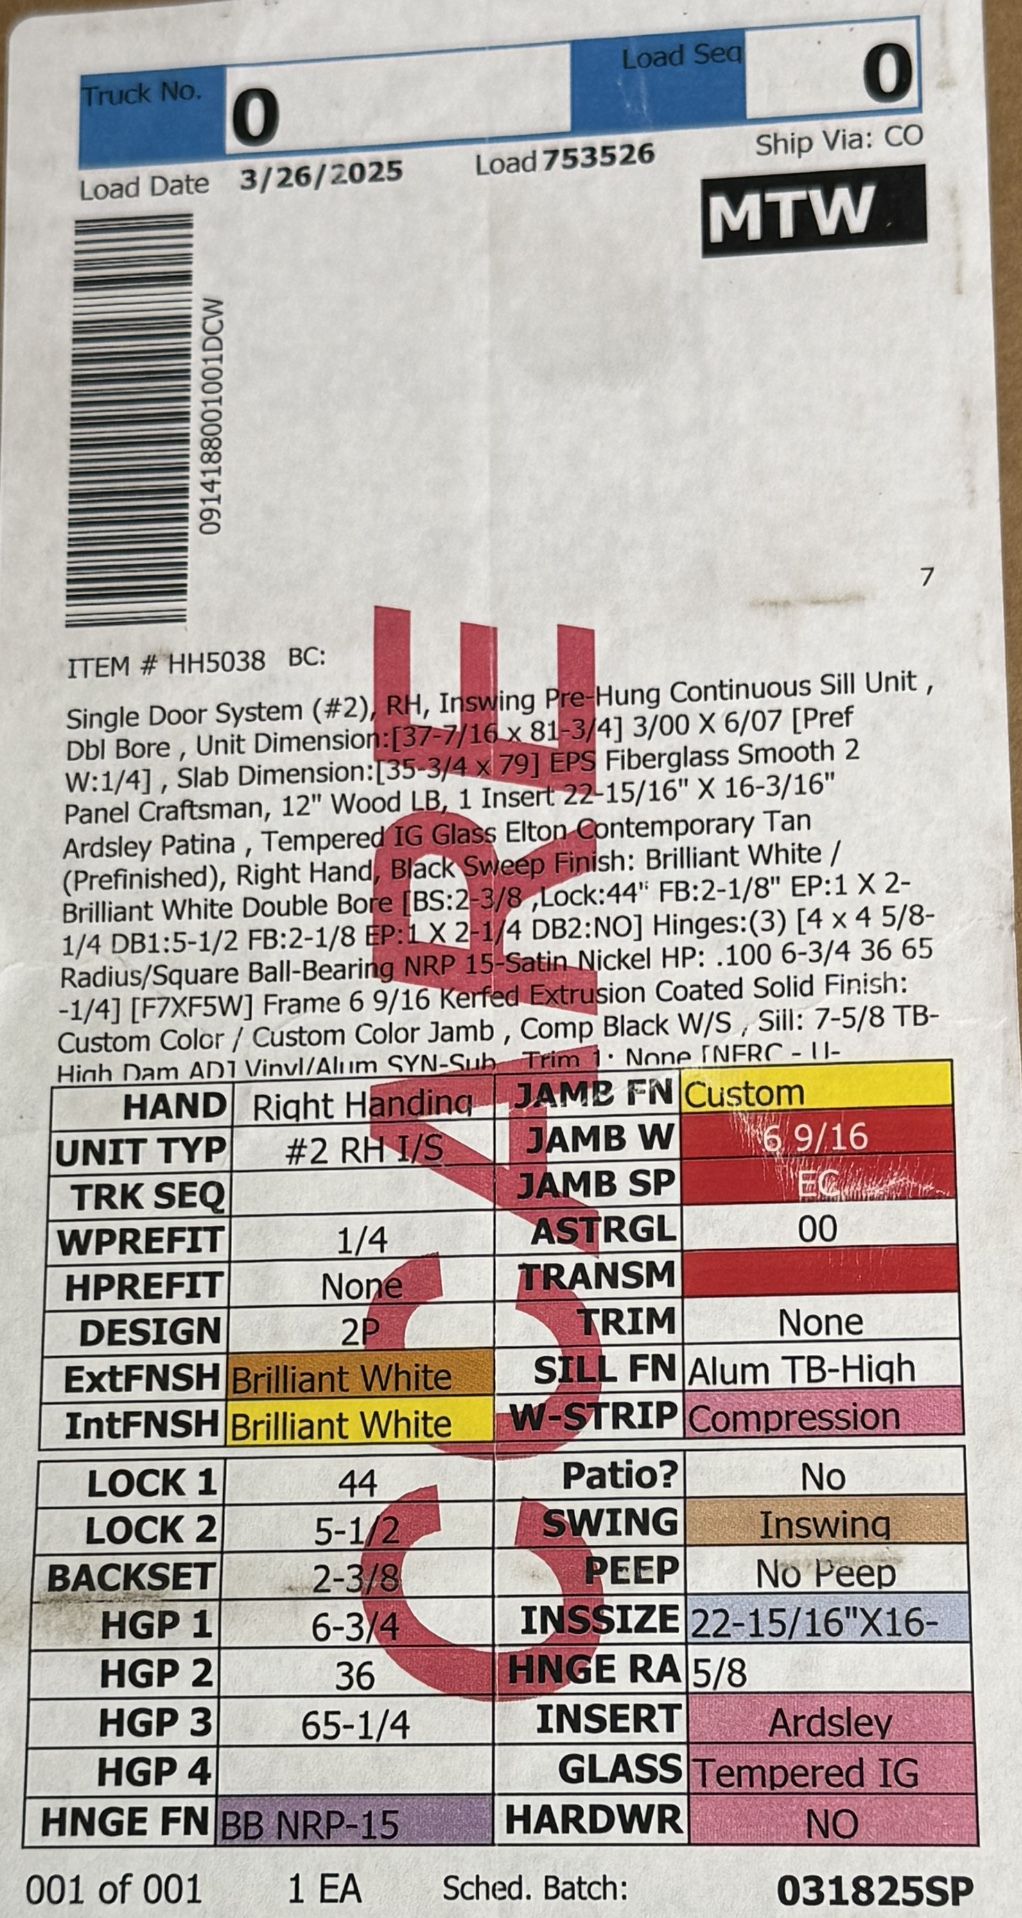 Truck No. 0 Load Seq 0
Load Date 3/26/2025 Load 753526 Ship Via: CO
MTW
0914188001001DCW
7
ITEM # HH5038 BC:
Single Door System (#2), RH, Inswing Pre-Hung Continuous Sill Unit ,
Dbl Bore , Unit Dimension:[37-7/16 x 81-3/4] 3/00 X 6/07 [Pref
W:1/4] , Slab Dimension:[35-3/4 x 79] EPS Fiberglass Smooth 2
Panel Craftsman, 12" Wood LB, 1 Insert 22-15/16" X 16-3/16"
Ardsley Patina , Tempered IG Glass Elton Contemporary Tan
(Prefinished), Right Hand, Black Sweep Finish: Brilliant White /
Brilliant White Double Bore [BS:2-3/8 ,Lock:44" FB:2-1/8" EP:1 X 2-
1/4 DB1:5-1/2 FB:2-1/8 EP:1 X 2-1/4 DB2:NO] Hinges:(3) [4 x 4 5/8-
Radius/Square Ball-Bearing NRP 15-Satin Nickel HP: .100 6-3/4 36 65
-1/4] [F7XF5W] Frame 6 9/16 Kerfed Extrusion Coated Solid Finish:
Custom Color / Custom Color Jamb , Comp Black W/S , Sill: 7-5/8 TB-
High Dam AD] Vinyl/Alum SYN-Sub Trim 1: None [NFRC - U-
C CARE
HAND Right Handing JAMB FN Custom
UNIT TYP #2 RH I/S JAMB W 6 9/16
TRK SEQ JAMB SP EC
WPREFIT 1/4 ASTRGL 00
HPREFIT None TRANSM
DESIGN 2P TRIM None
ExtFNSH Brilliant White SILL FN Alum TB-High
IntFNSH Brilliant White W-STRIP Compression
LOCK 1 44 Patio? No
LOCK 2 5-1/2 SWING Inswing
BACKSET 2-3/8 PEEP No Peep
HGP 1 6-3/4 INSSIZE 22-15/16"X16-
HGP 2 36 HNGE RA 5/8
HGP 3 65-1/4 INSERT Ardsley
HGP 4 GLASS Tempered IG
HNGE FN BB NRP-15 HARDWR NO
001 of 001 1 EA Sched. Batch: 031825SP